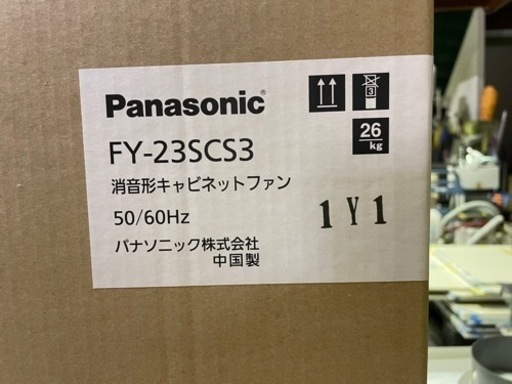 Panasonic®
FY-23SCS3
消音形キャビネットファン
50/60Hz
パナソニック株式会社
中国製
3
26
kg
1Y1